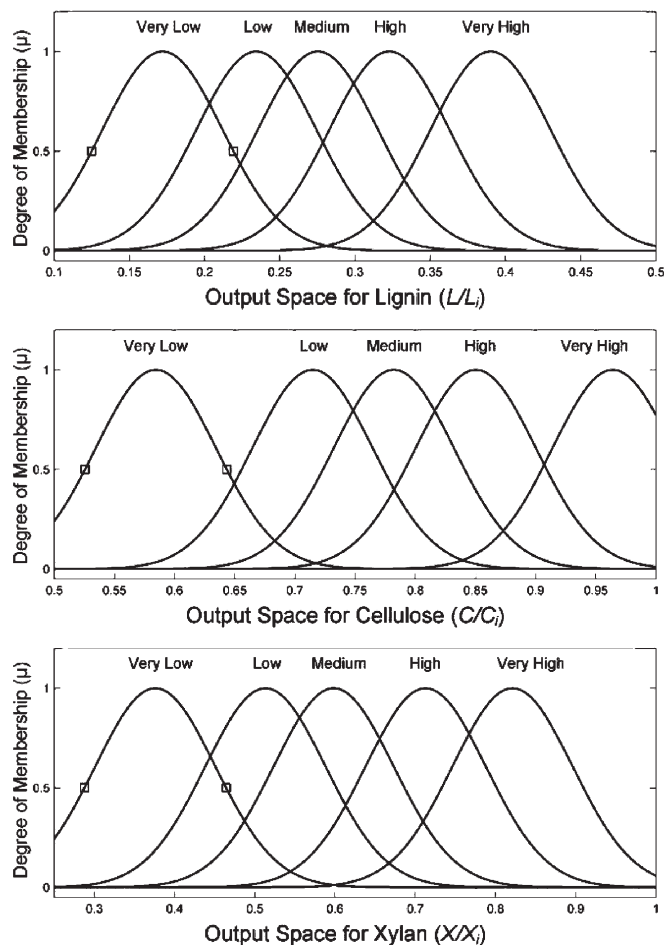 Very Low Low Medium High Very High
Degree of Membership (μ)
1
0.5
0
0.1 0.15 0.2 0.25 0.3 0.35 0.4 0.45 0.5
Output Space for Lignin (L/Li)
Very Low Low Medium High Very High
Degree of Membership (μ)
1
0.5
0
0.5 0.55 0.6 0.65 0.7 0.75 0.8 0.85 0.9 0.95 1
Output Space for Cellulose (C/Ci)
Very Low Low Medium High Very High
Degree of Membership (μ)
1
0.5
0
0.3 0.4 0.5 0.6 0.7 0.8 0.9 1
Output Space for Xylan (X/Xi)